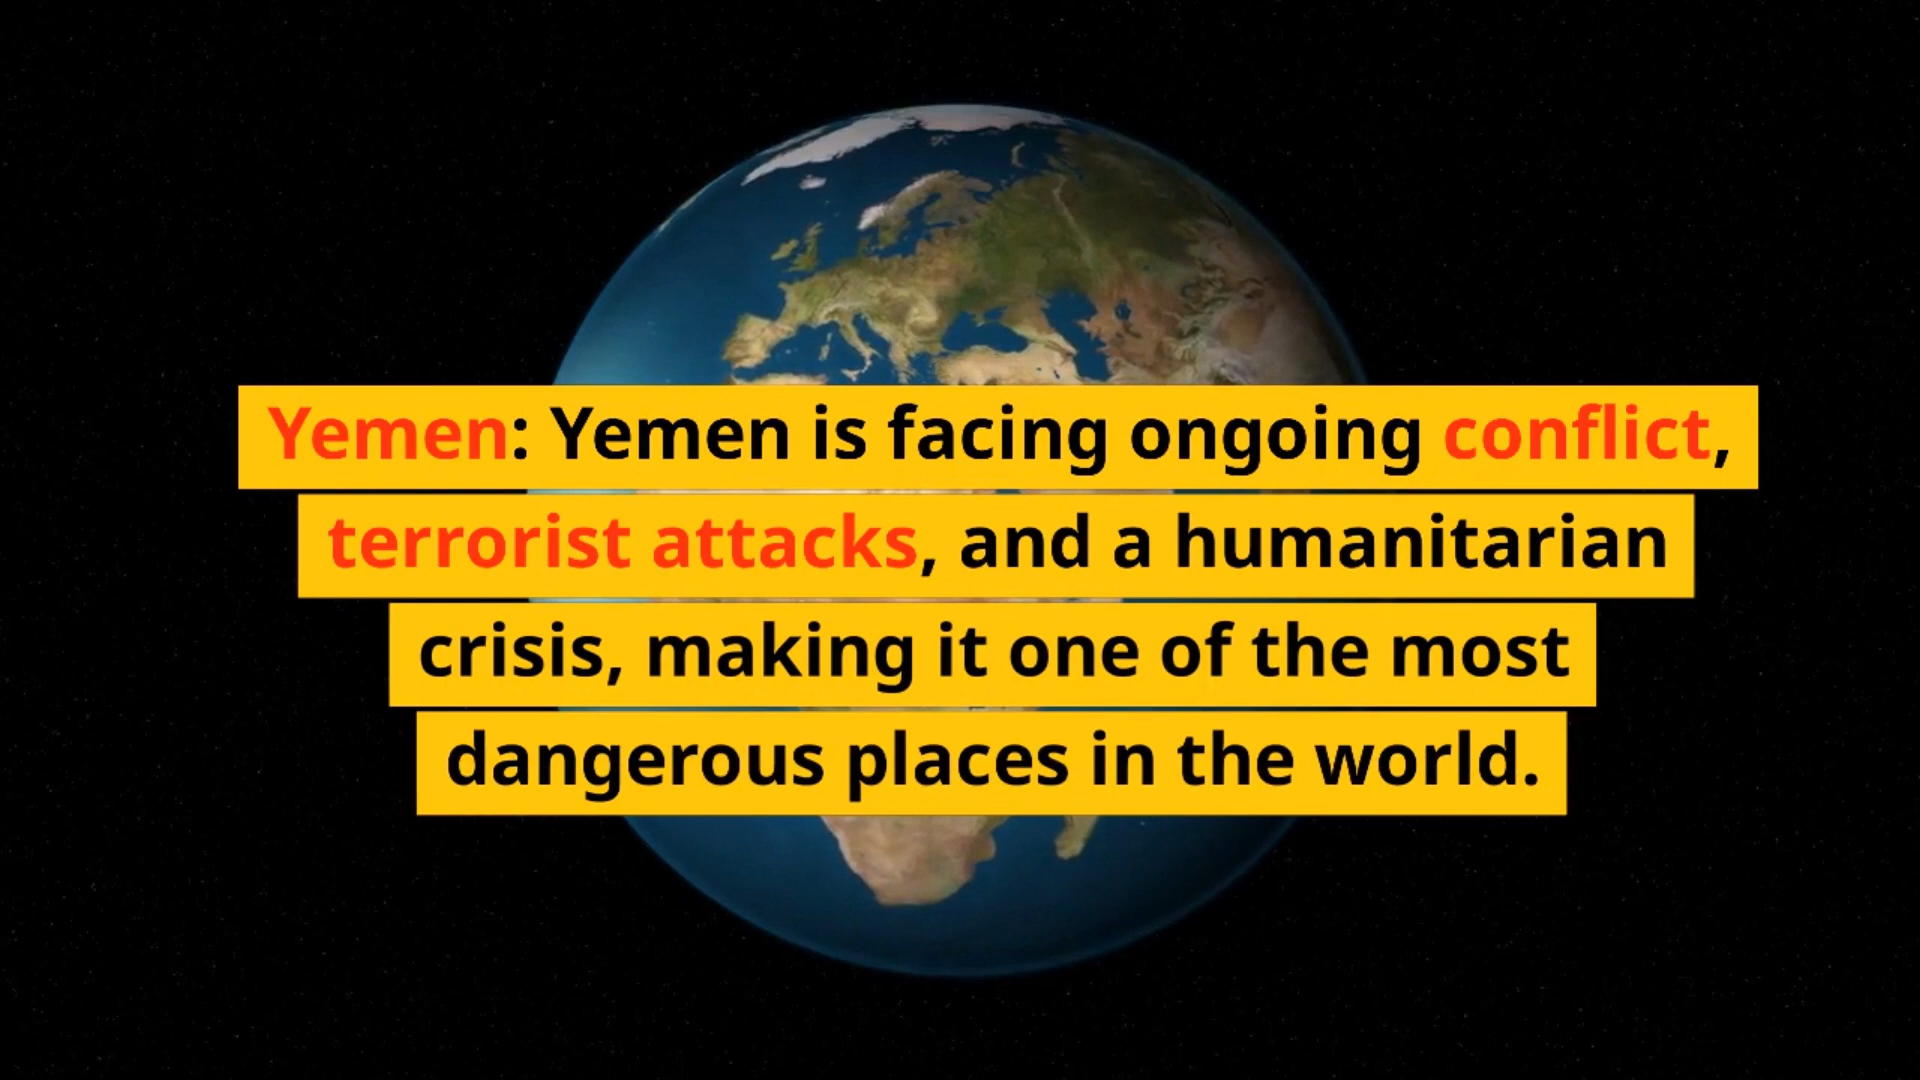 Yemen: Yemen is facing ongoing conflict,
terrorist attacks, and a humanitarian
crisis, making it one of the most
dangerous places in the world.